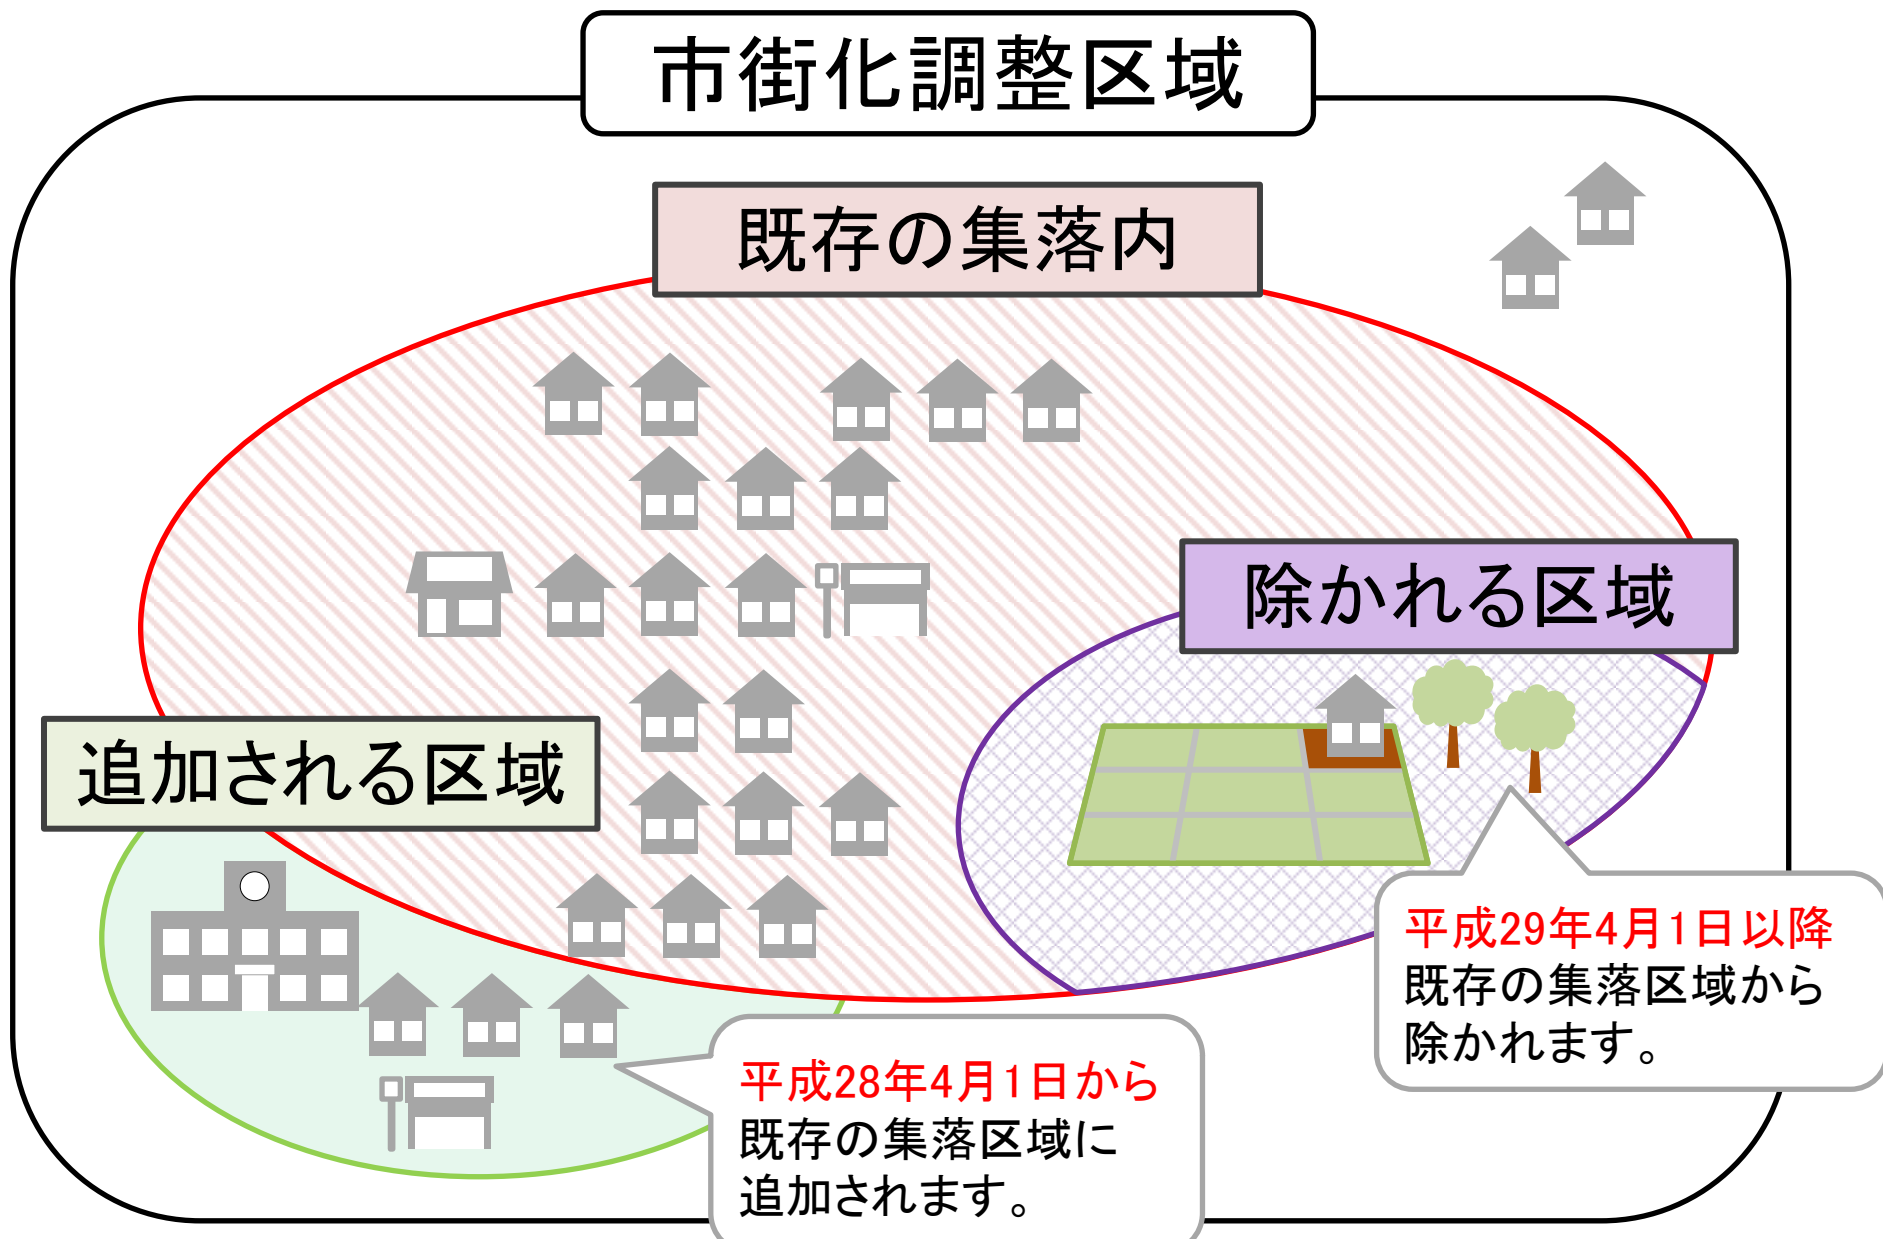 市街化調整区域
既存の集落内
除かれる区域
追加される区域
平成29年4月1日以降
既存の集落区域から
除かれます。
平成28年4月1日から
既存の集落区域に
追加されます。